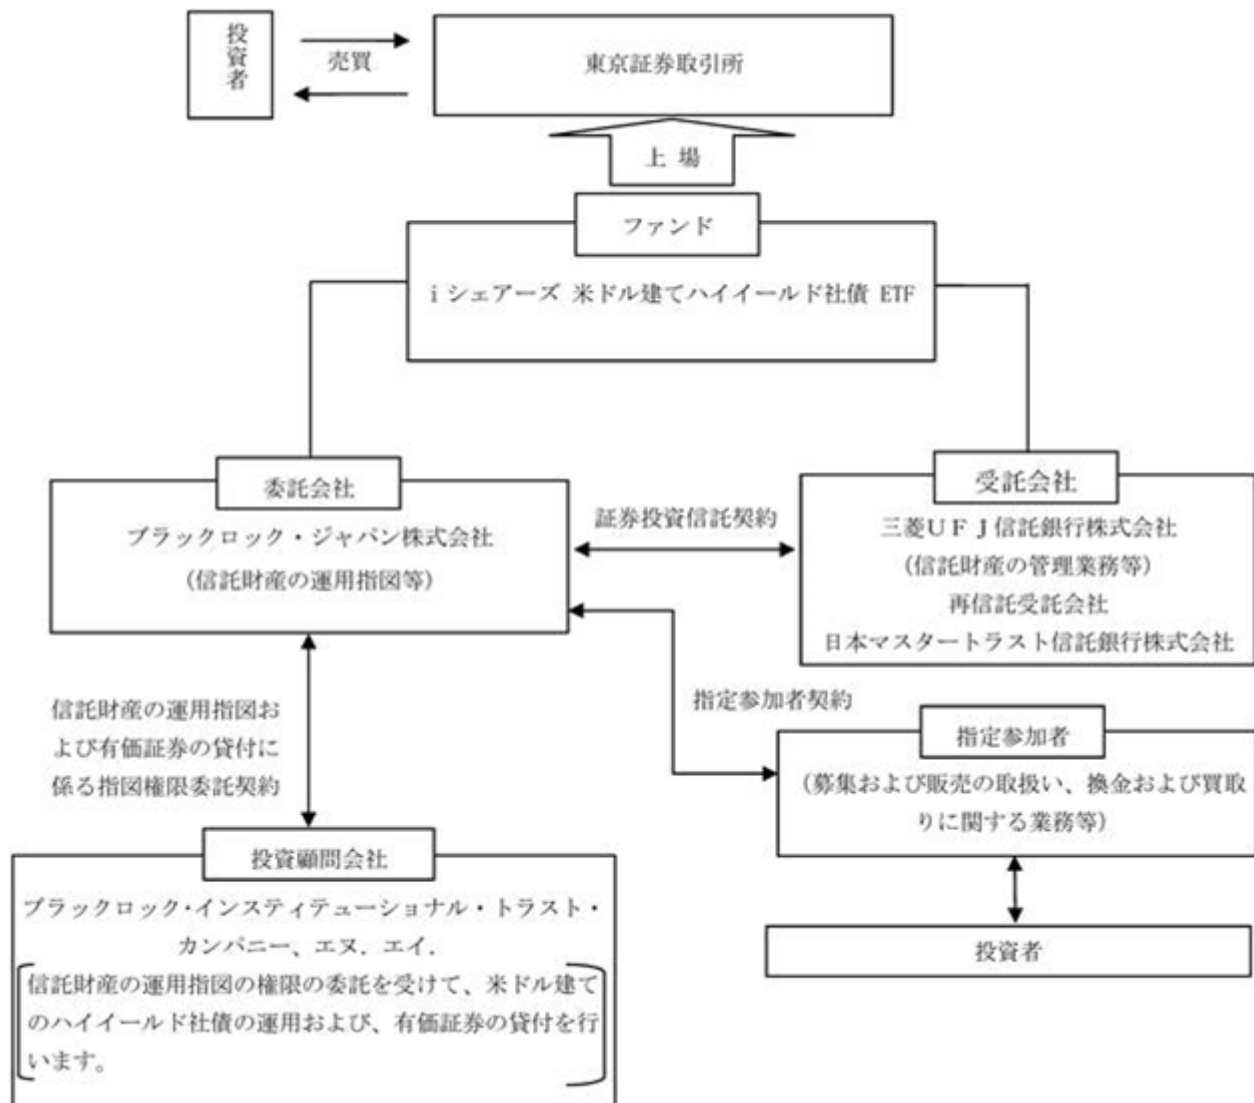 投資者
売買
東京証券取引所
上 場
ファンド
iシェアーズ 米ドル建てハイイールド社債 ETF
委託会社
ブラックロック・ジャパン株式会社
(信託財産の運用指図等)
証券投資信託契約
受託会社
三菱UFJ信託銀行株式会社
(信託財産の管理業務等)
再信託受託会社
日本マスタートラスト信託銀行株式会社
信託財産の運用指図お
よび有価証券の貸付に
係る指図権限委託契約
指定参加者契約
指定参加者
(募集および販売の取扱い、換金および買取
りに関する業務等)
投資顧問会社
ブラックロック・インスティテューショナル・トラスト・
カンパニー、エヌ．エイ．
信託財産の運用指図の権限の委託を受けて、米ドル建て
のハイイールド社債の運用および、有価証券の貸付を行
います。
投資者